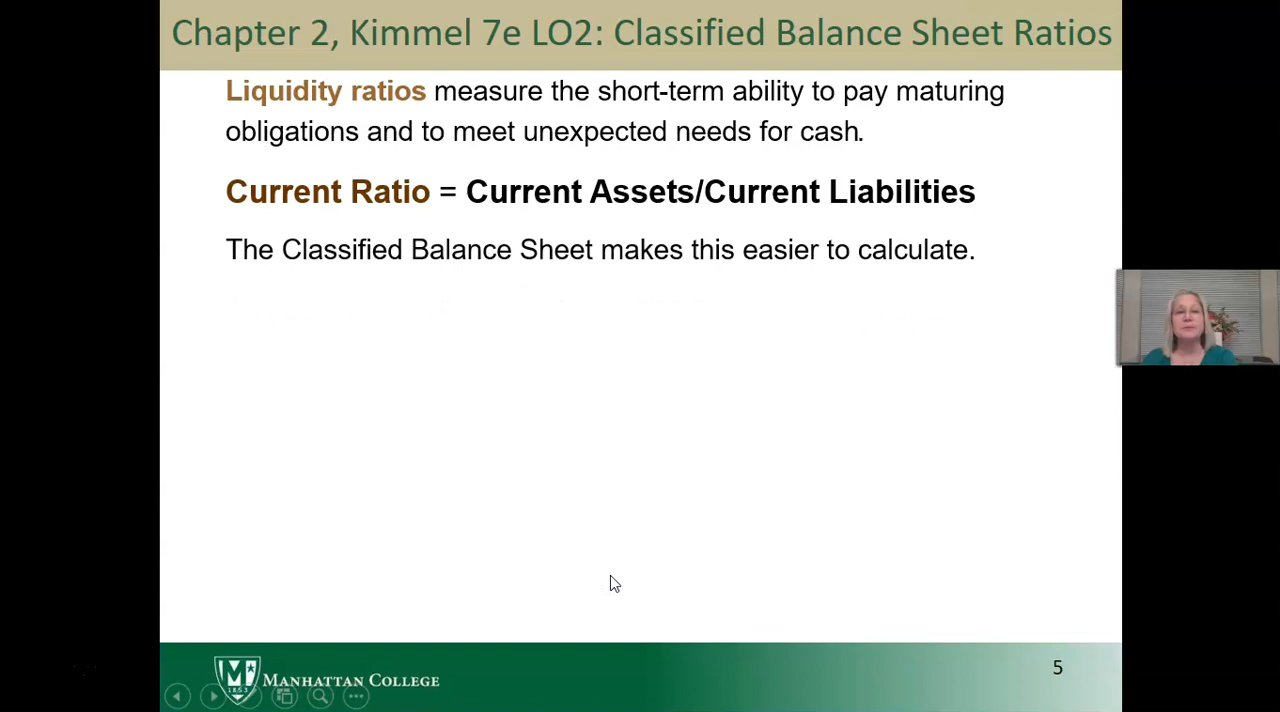 Chapter 2, Kimmel 7e LO2: Classified Balance Sheet Ratios
Liquidity ratios measure the short-term ability to pay maturing
obligations and to meet unexpected needs for cash.
Current Ratio = Current Assets/Current Liabilities
The Classified Balance Sheet makes this easier to calculate.
1853
MANHATTAN COLLEGE
5